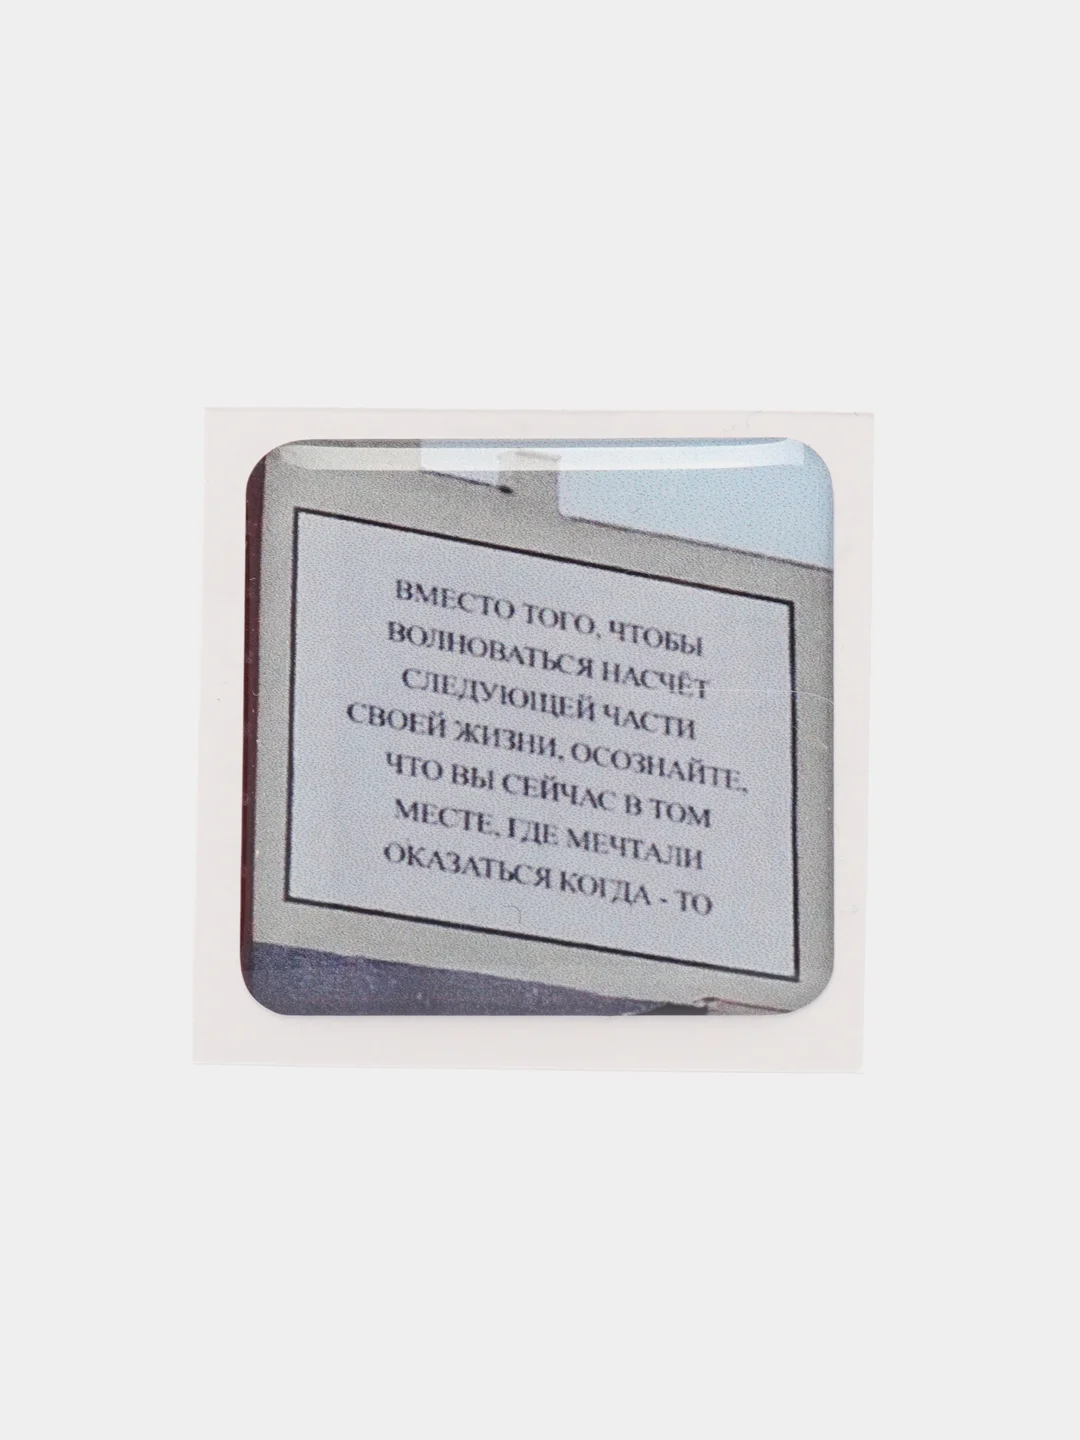 ВМЕСТО ТОГО, ЧТОБЫ
ВОЛНОВАТЬСЯ НАСЧЁТ
СЛЕДУЮЩЕЙ ЧАСТИ
СВОЕЙ ЖИЗНИ, ОСОЗНАЙТЕ,
ЧТО ВЫ СЕЙЧАС В ТОМ
МЕСТЕ, ГДЕ МЕЧТАЛИ
ОКАЗАТЬСЯ КОГДА - ТО